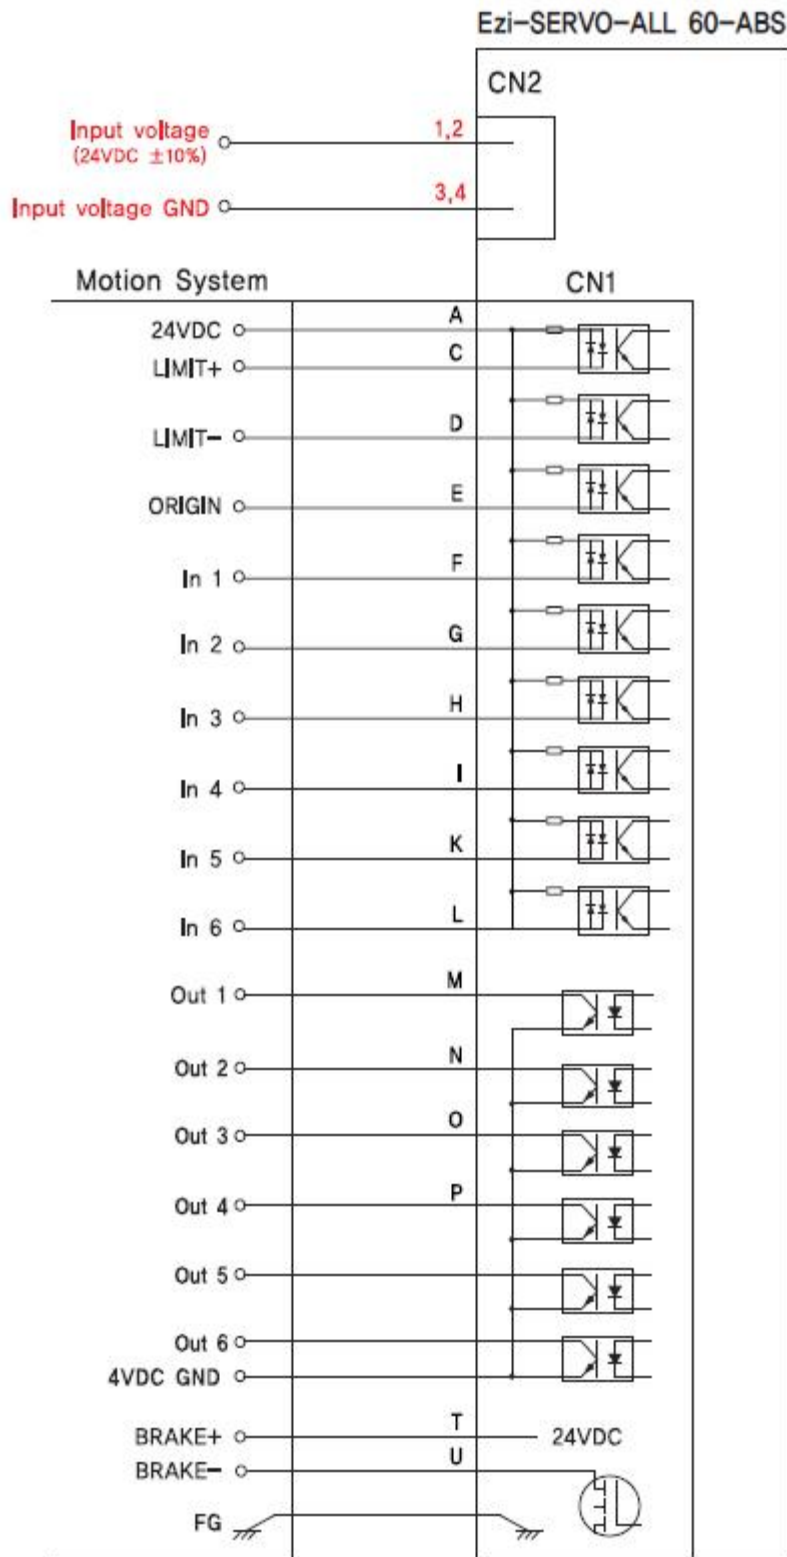 Ezi-SERVO-ALL 60-ABS
CN2
Input voltage 1,2
(24VDC ±10%)
Input voltage GND 3,4
Motion System CN1
24VDC A
LIMIT+ C
LIMIT- D
ORIGIN E
In 1 F
In 2 G
In 3 H
In 4 I
In 5 K
In 6 L
Out 1 M
Out 2 N
Out 3 O
Out 4 P
Out 5
Out 6
4VDC GND
BRAKE+ T 24VDC
BRAKE- U
FG